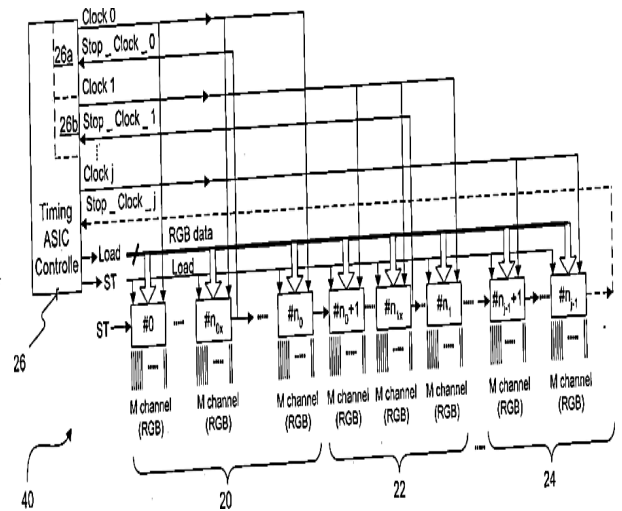 Clock 0
26a
Stop_Clock_0
Clock 1
26b
Stop_Clock_1
Clock j
Stop_Clock_j
Timing
ASIC
Controlle
RGB data
Load
Load
ST
ST
#0
#n0x
#n0
#n0+1
#n1x
#n1
#nj-1+1
#nj-1
26
M channel
(RGB)
M channel
(RGB)
M channel
(RGB)
M channel
(RGB)
M channel
(RGB)
M channel
(RGB)
M channel
(RGB)
M channel
(RGB)
40
20
22
24